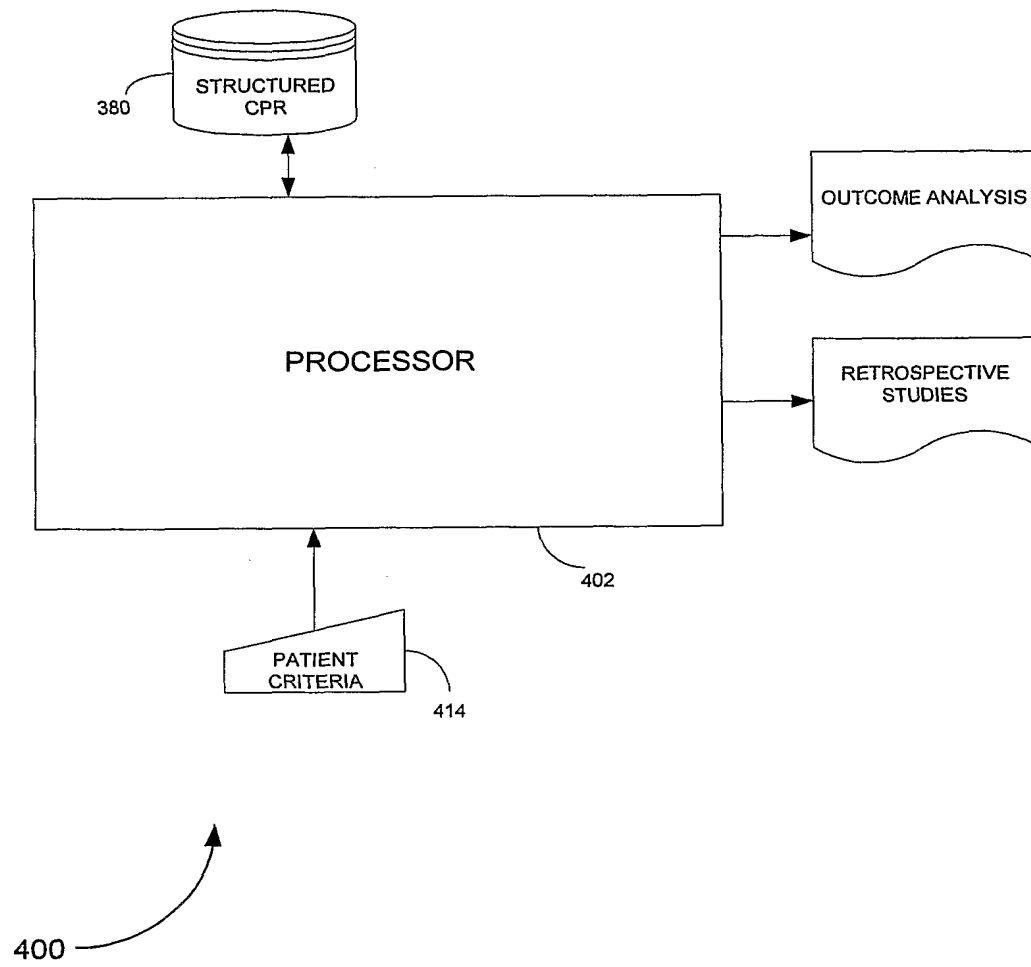 STRUCTURED
CPR
380
OUTCOME ANALYSIS
PROCESSOR
RETROSPECTIVE
STUDIES
402
PATIENT
CRITERIA
414
400